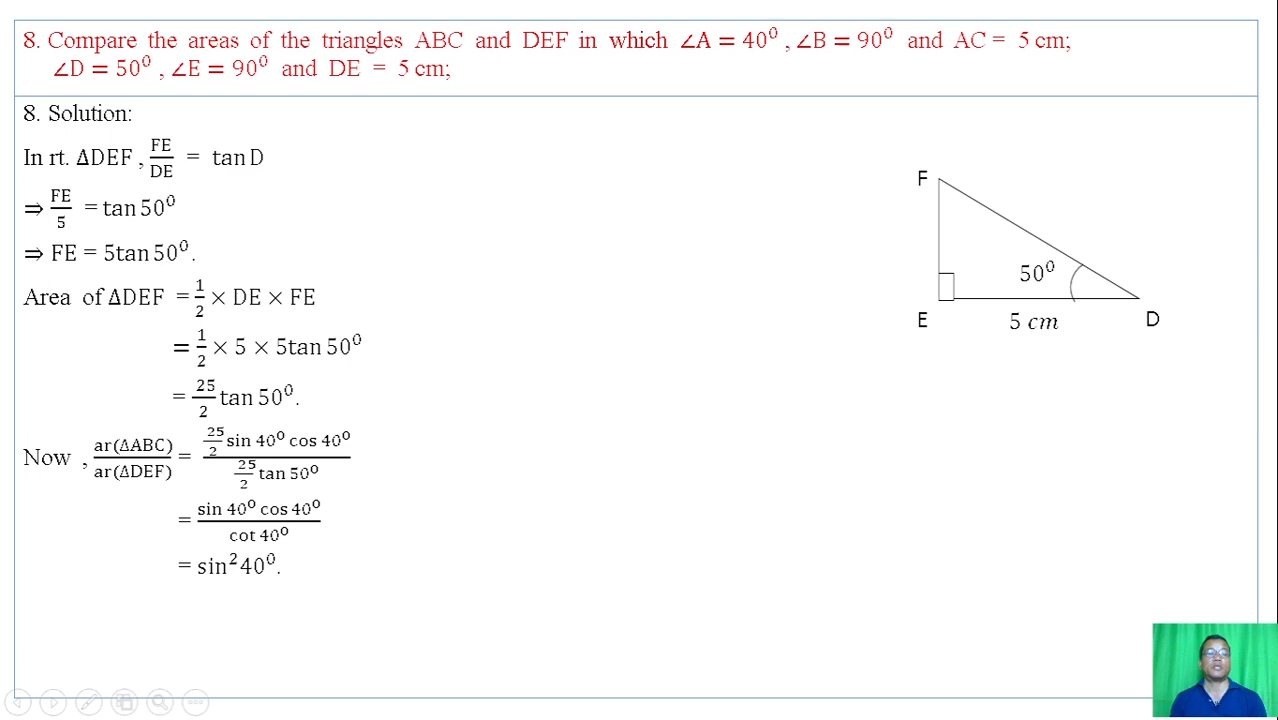 8. Compare the areas of the triangles ABC and DEF in which ∠A = 40⁰ , ∠B = 90⁰ and AC = 5 cm;
∠D = 50⁰ , ∠E = 90⁰ and DE = 5 cm;
8. Solution:
In rt. ΔDEF , FE/DE = tan D
⇒ FE/5 = tan 50⁰
⇒ FE = 5tan 50⁰.
Area of ΔDEF = 1/2 × DE × FE
= 1/2 × 5 × 5tan 50⁰
= 25/2 tan 50⁰.
Now , ar(ΔABC)/ar(ΔDEF) = (25/2 sin 40⁰ cos 40⁰)/(25/2 tan 50⁰)
= (sin 40⁰ cos 40⁰)/(cot 40⁰)
= sin²40⁰.
F
50⁰
E
5 cm
D